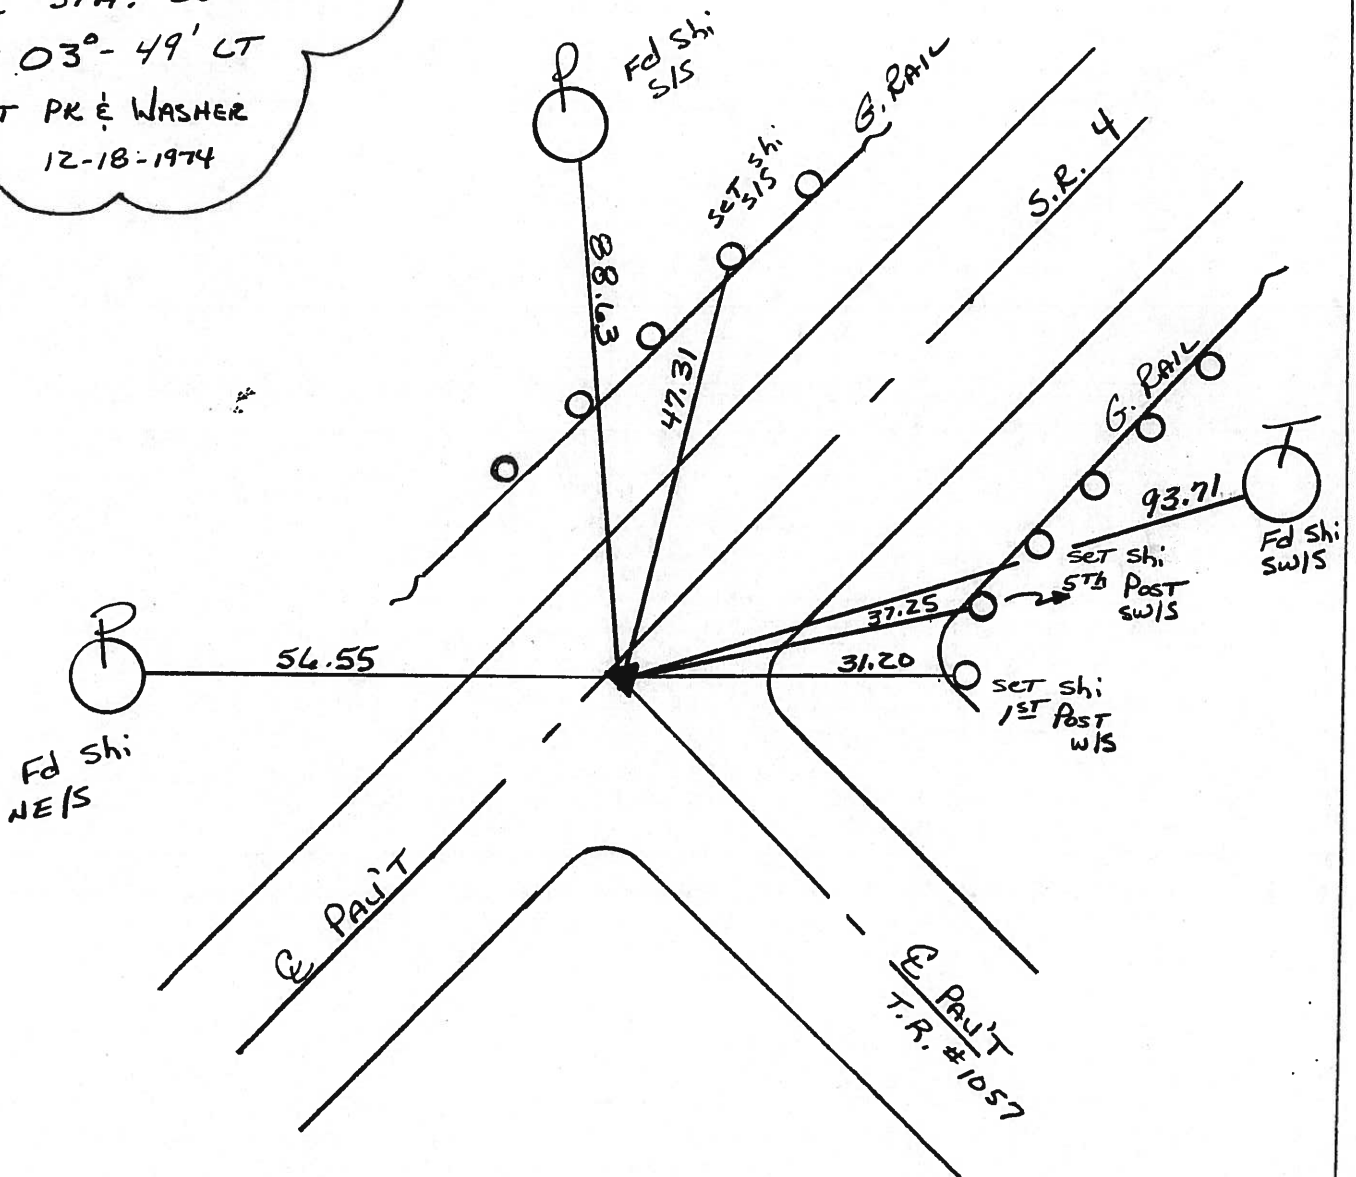 03°- 49' LT
PK & WASHER
12-18-1974
P
Fd Shi
S/S
G. RAIL
SET Shi
S/S
S.R. 4
88.63
47.31
G. RAIL
T
93.71
Fd Shi
SW/S
SET Shi
5Th POST
SW/S
37.25
P
54.55
31.20
SET Shi
1ST POST
W/S
Fd Shi
NE/S
℄ PAV'T
℄ PAV'T
T.R. #1057